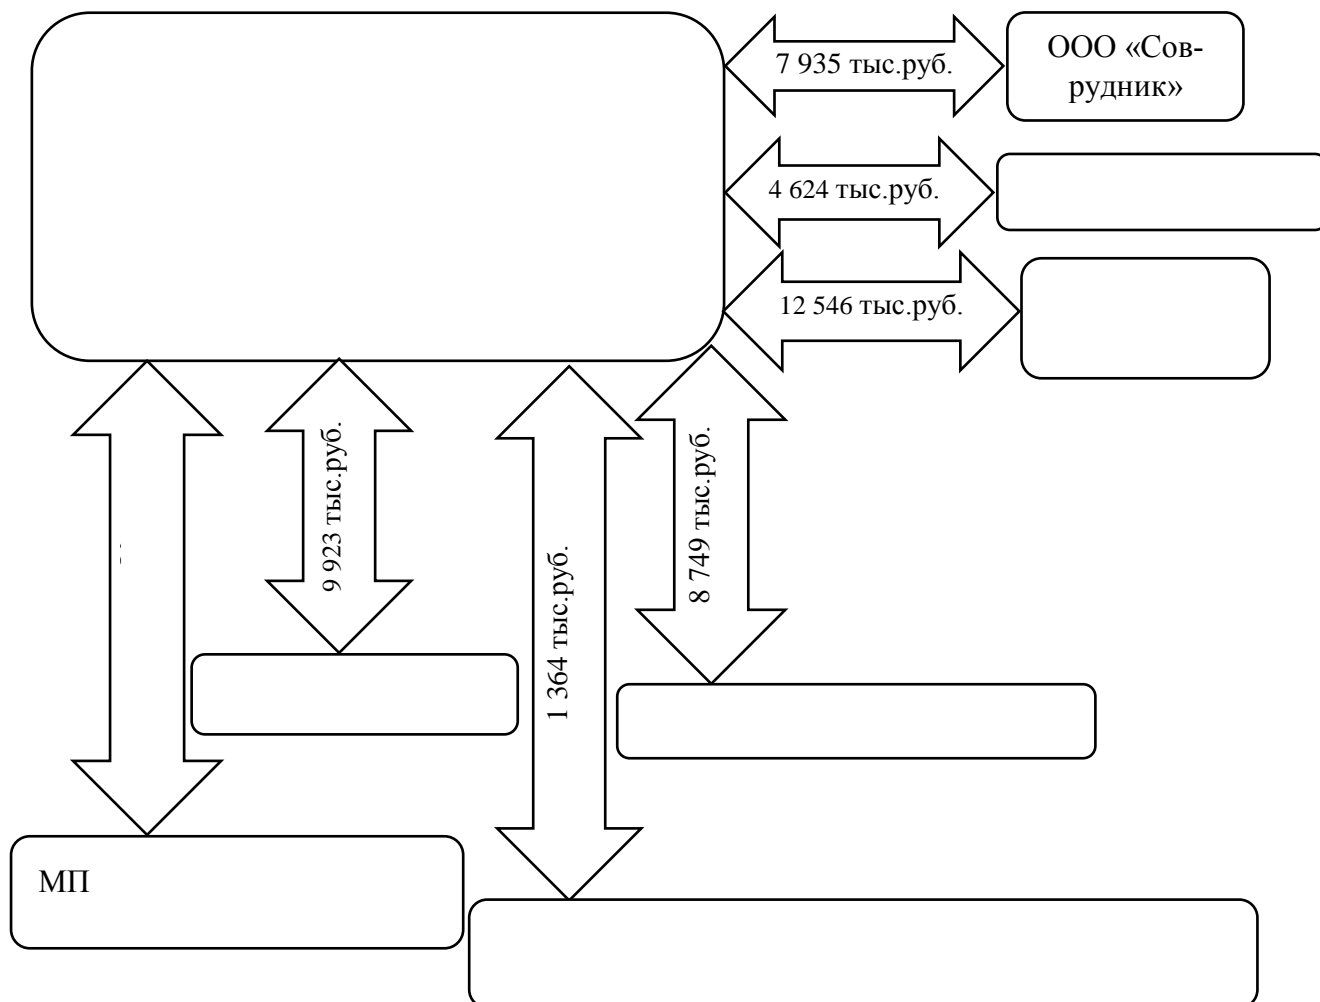 7 935 тыс.руб.
ООО «Сов-
рудник»
4 624 тыс.руб.
12 546 тыс.руб.
9 923 тыс.руб.
1 364 тыс.руб.
8 749 тыс.руб.
МП